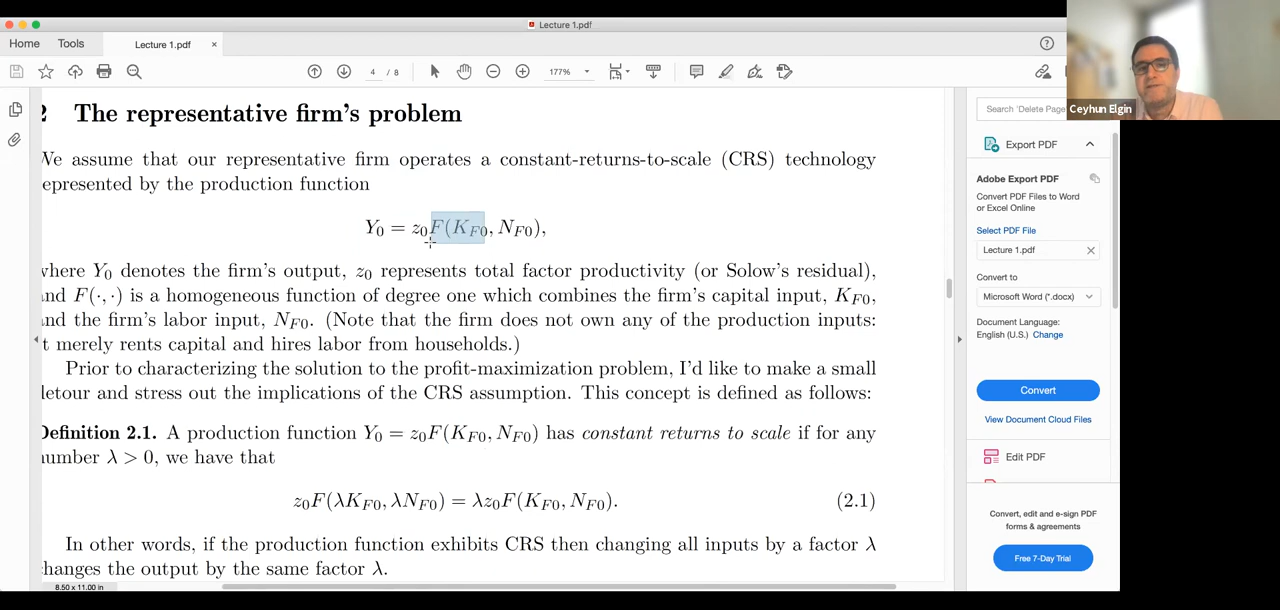 Lecture 1.pdf
Home
Tools
Lecture 1.pdf
×
4 / 8
177%
2 The representative firm's problem
We assume that our representative firm operates a constant-returns-to-scale (CRS) technology
epresented by the production function
Y₀ = z₀F(K_F0, N_F0),
where Y₀ denotes the firm's output, z₀ represents total factor productivity (or Solow's residual),
and F(·, ·) is a homogeneous function of degree one which combines the firm's capital input, K_F0,
and the firm's labor input, N_F0. (Note that the firm does not own any of the production inputs:
t merely rents capital and hires labor from households.)
Prior to characterizing the solution to the profit-maximization problem, I'd like to make a small
detour and stress out the implications of the CRS assumption. This concept is defined as follows:
Definition 2.1. A production function Y₀ = z₀F(K_F0, N_F0) has constant returns to scale if for any
number λ > 0, we have that
z₀F(λK_F0, λN_F0) = λz₀F(K_F0, N_F0). (2.1)
In other words, if the production function exhibits CRS then changing all inputs by a factor λ
changes the output by the same factor λ.
8.50 x 11.00 in
Ceyhun Elgin
Search 'Delete Page
Export PDF
Adobe Export PDF
Convert PDF Files to Word
or Excel Online
Select PDF File
Lecture 1.pdf
Convert to
Microsoft Word (*.docx)
Document Language:
English (U.S.) Change
Convert
View Document Cloud Files
Edit PDF
Convert, edit and e-sign PDF
forms & agreements
Free 7-Day Trial